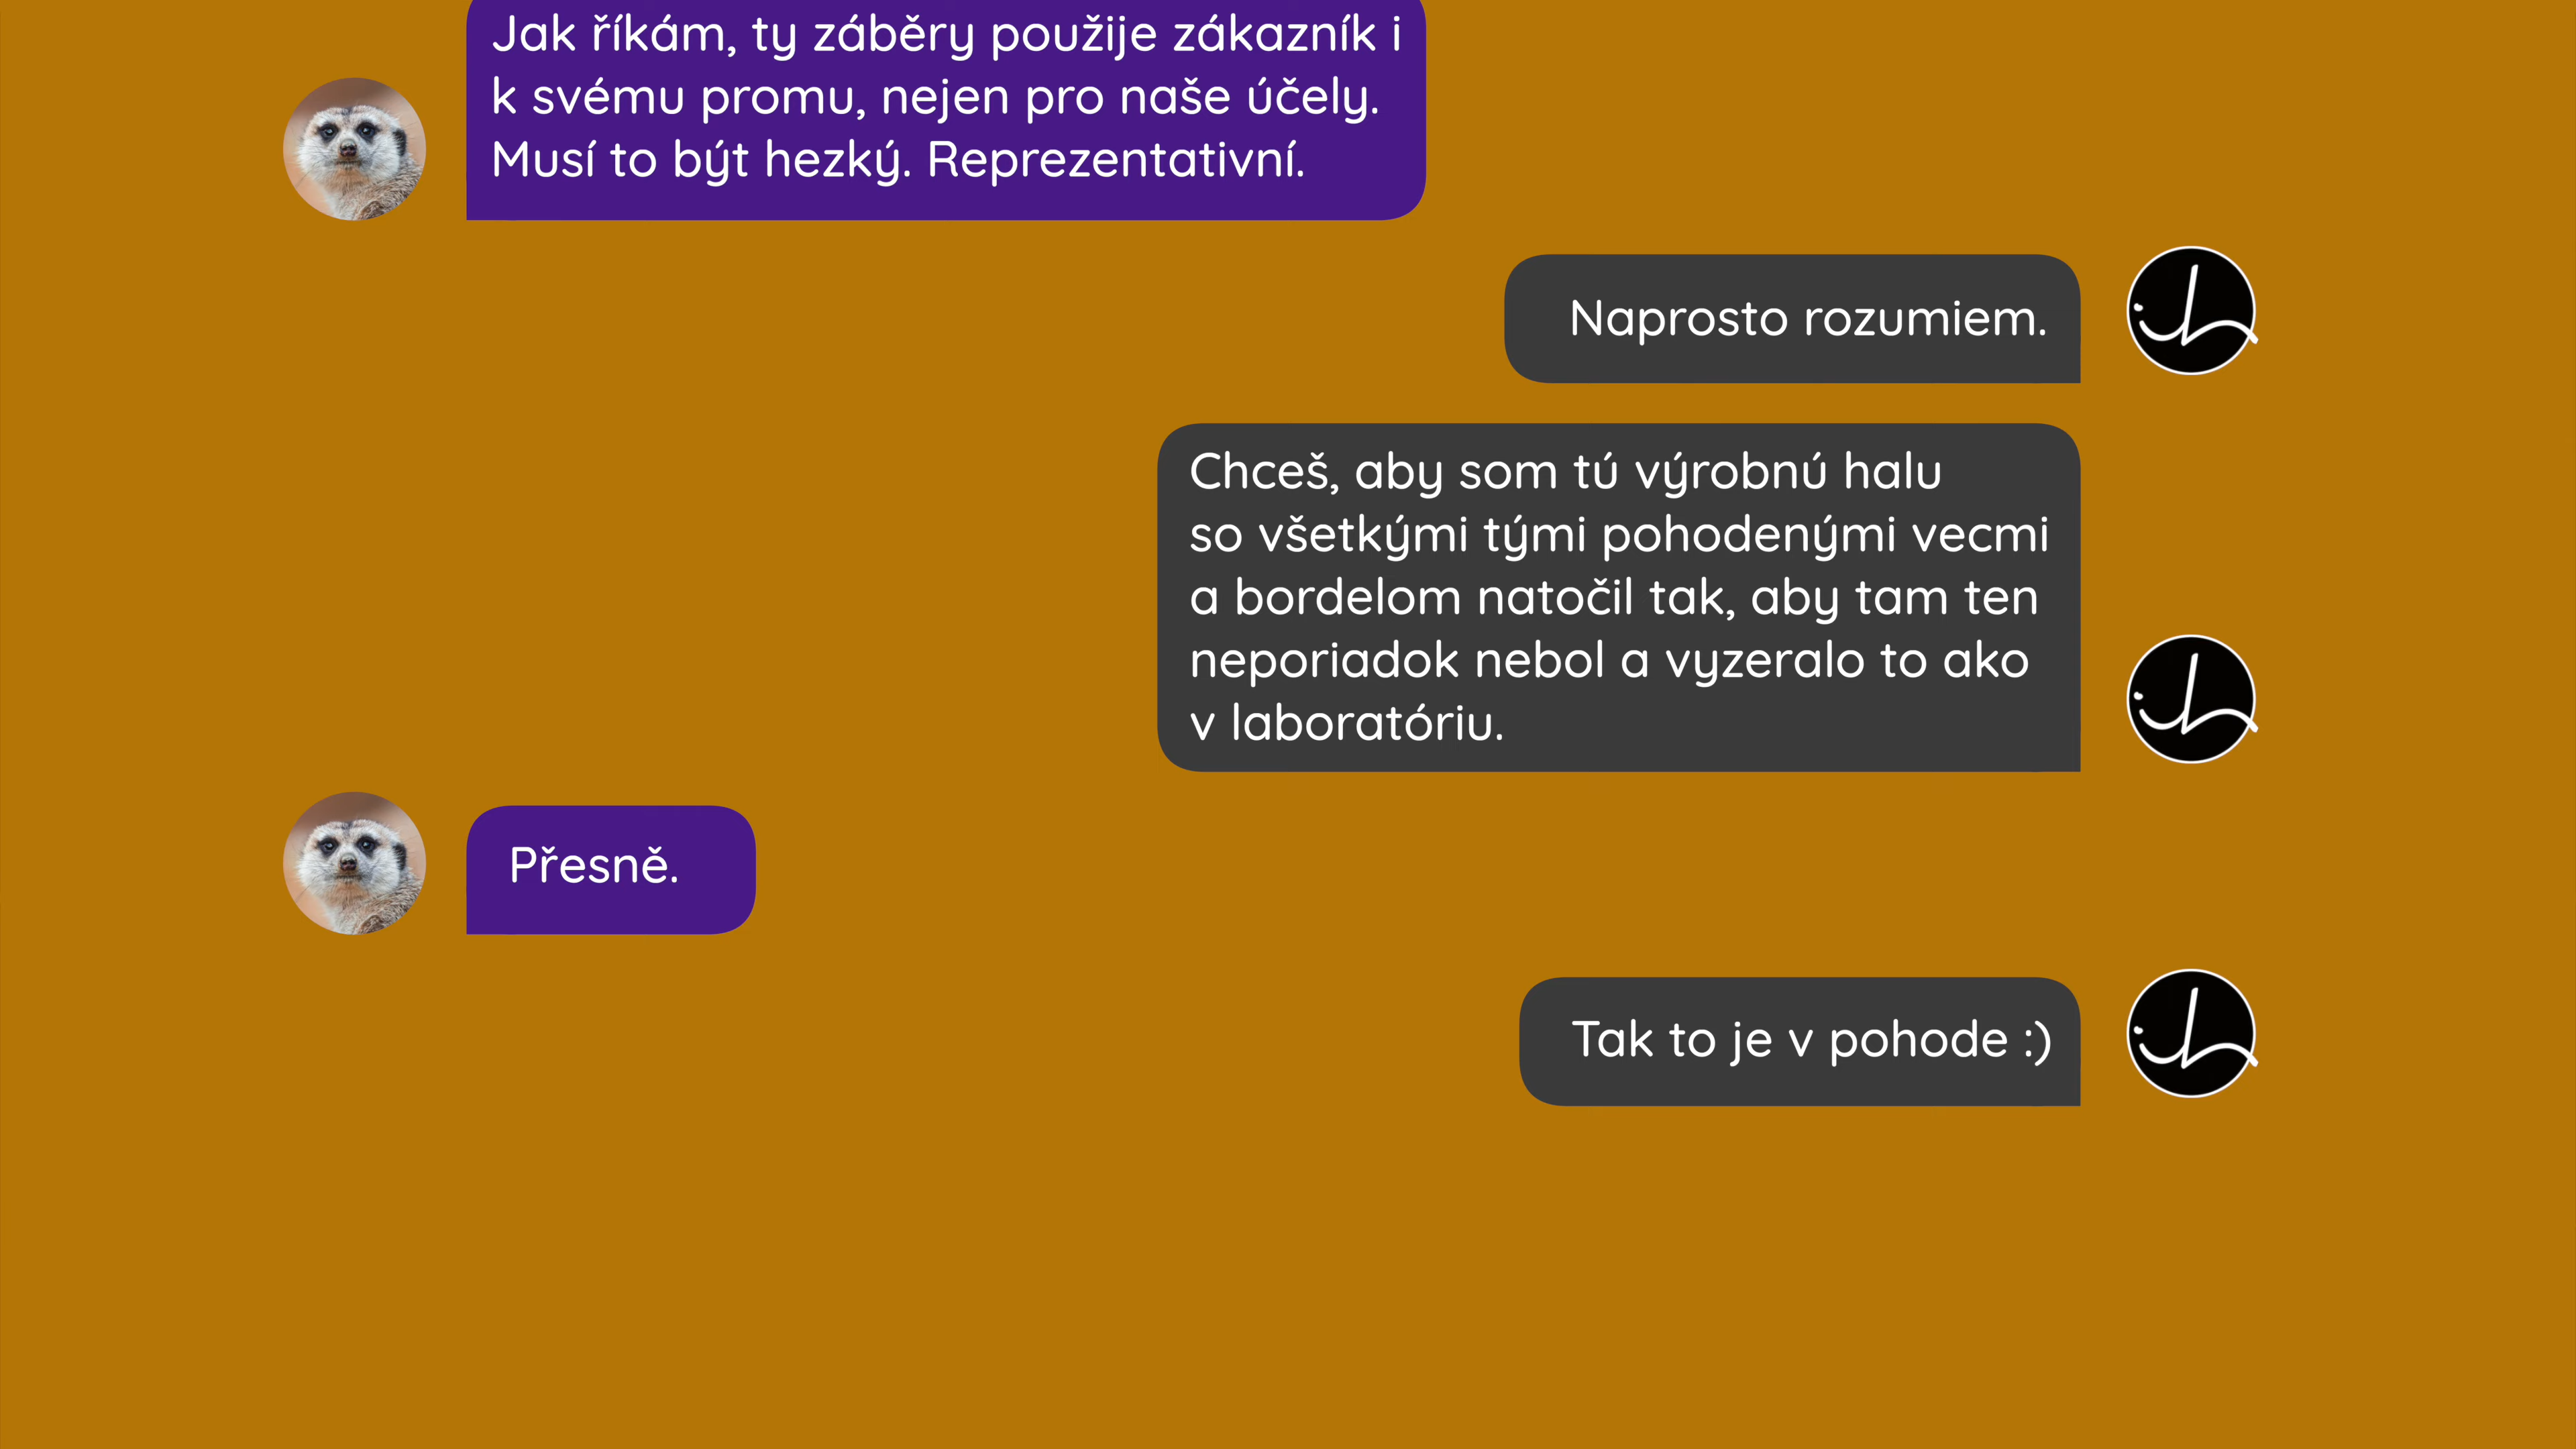 Jak říkám, ty záběry použije zákazník i
k svému promu, nejen pro naše účely.
Musí to být hezký. Reprezentativní.
Naprosto rozumiem.
Chceš, aby som tú výrobnú halu
so všetkými tými pohodenými vecmi
a bordelom natočil tak, aby tam ten
neporiadok nebol a vyzeralo to ako
v laboratóriu.
Přesně.
Tak to je v pohode :)